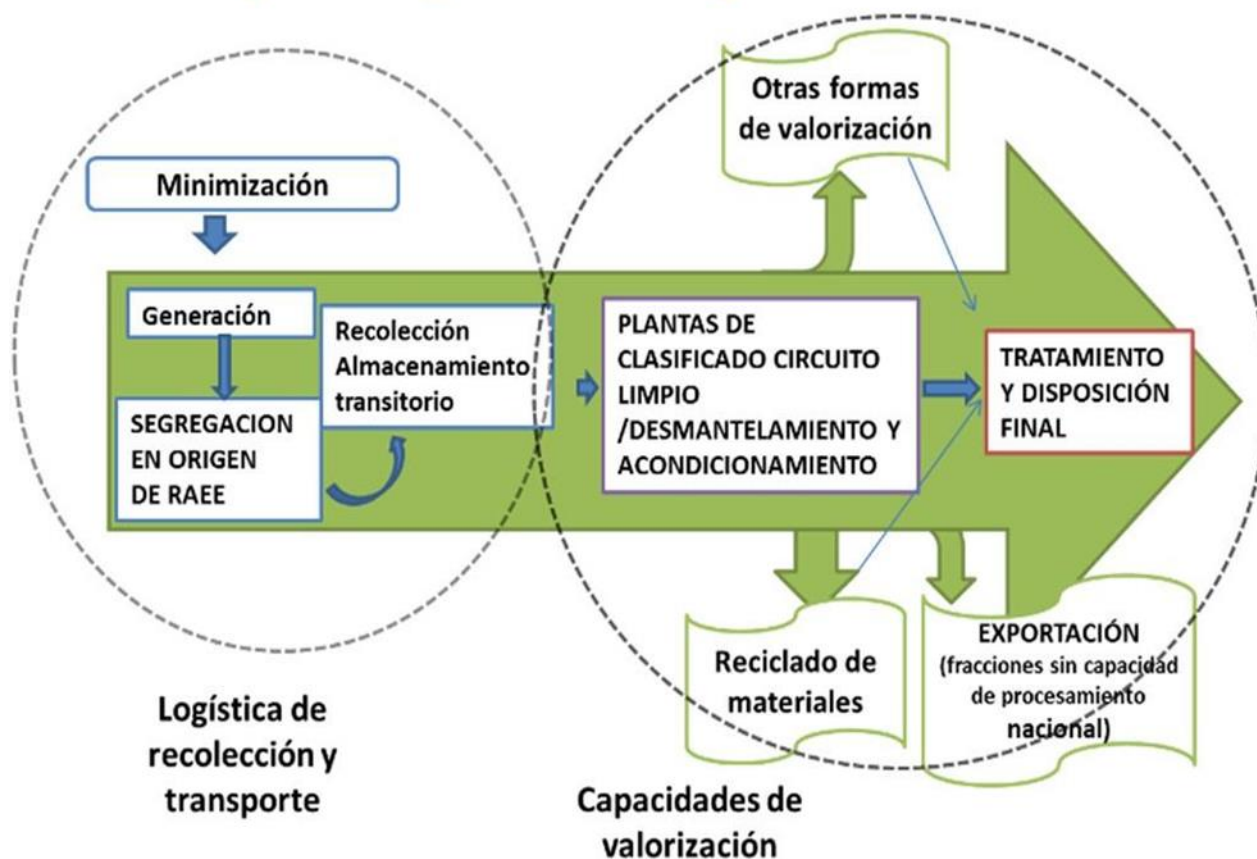 Minimización
Generación
SEGREGACION
EN ORIGEN
DE RAEE
Recolección
Almacenamiento
transitorio
Logística de
recolección y
transporte
Otras formas
de valorización
PLANTAS DE
CLASIFICADO CIRCUITO
LIMPIO
/DESMANTELAMIENTO Y
ACONDICIONAMIENTO
TRATAMIENTO
Y DISPOSICIÓN
FINAL
Reciclado de
materiales
EXPORTACIÓN
(fracciones sin capacidad
de procesamiento
nacional)
Capacidades de
valorización